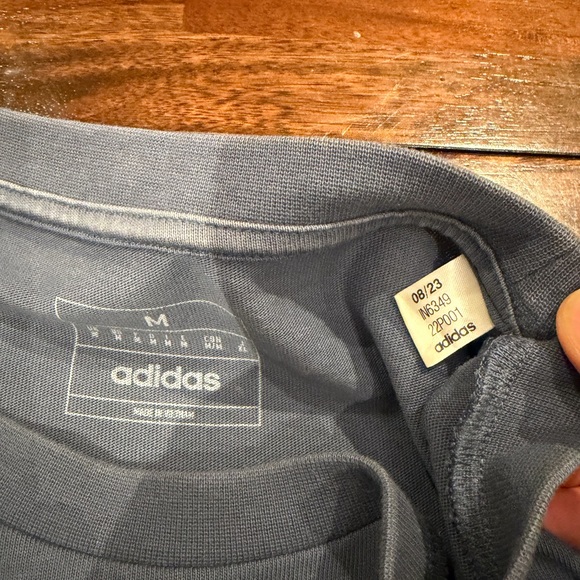 M
adidas
MADE IN VIETNAM
08/23
IN6349
22P001
adidas